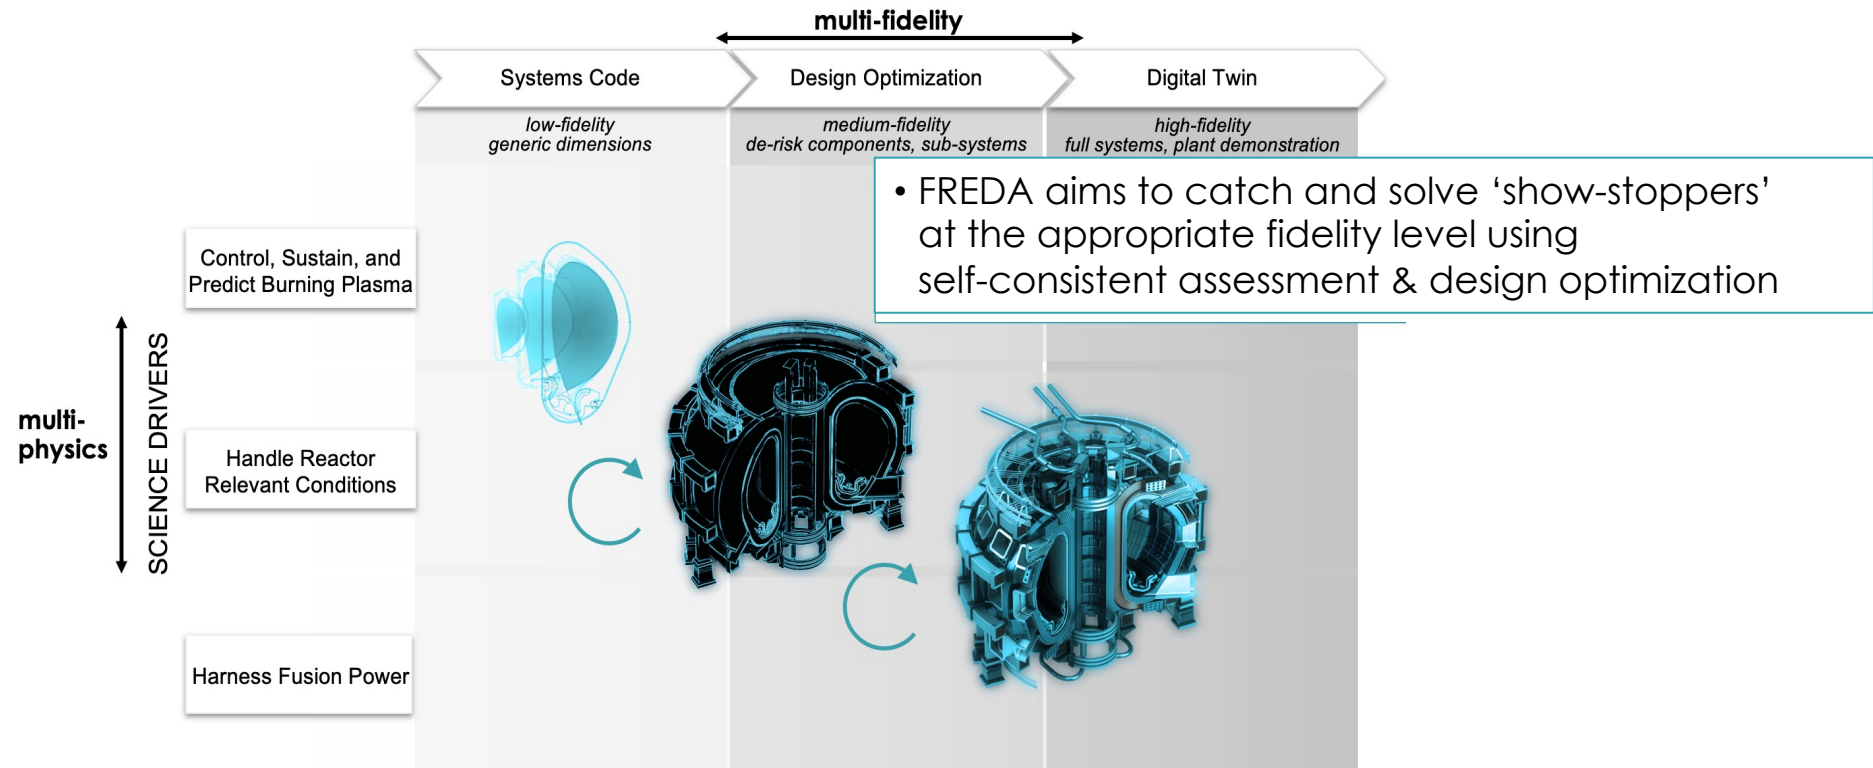 multi-fidelity
Systems Code
Design Optimization
Digital Twin
low-fidelity
generic dimensions
medium-fidelity
de-risk components, sub-systems
high-fidelity
full systems, plant demonstration
• FREDA aims to catch and solve ‘show-stoppers’
at the appropriate fidelity level using
self-consistent assessment & design optimization
multi-
physics
SCIENCE DRIVERS
Control, Sustain, and
Predict Burning Plasma
Handle Reactor
Relevant Conditions
Harness Fusion Power